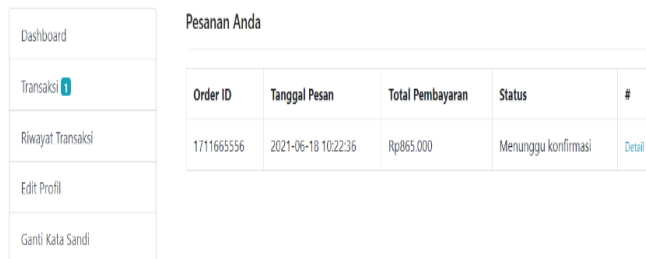 Dashboard
Transaksi 1
Riwayat Transaksi
Edit Profil
Ganti Kata Sandi
Pesanan Anda
Order ID Tanggal Pesan Total Pembayaran Status #
1711665556 2021-06-18 10:22:36 Rp865.000 Menunggu konfirmasi Detail